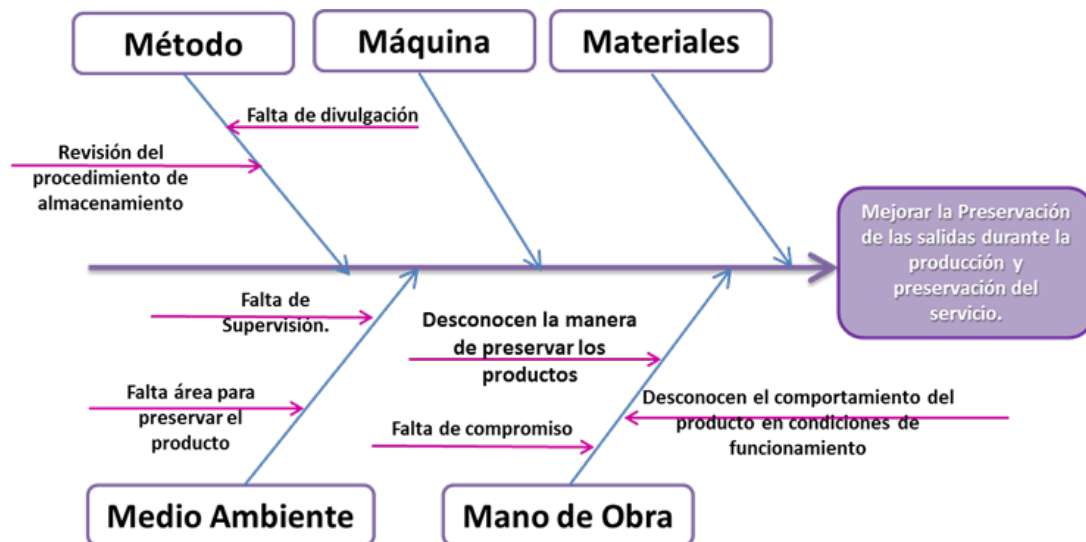 Método
Máquina
Materiales
Falta de divulgación
Revisión del
procedimiento de
almacenamiento
Mejorar la Preservación
de las salidas durante la
producción y
preservación del
servicio.
Falta de
Supervisión.
Desconocen la manera
de preservar los
productos
Falta área para
preservar el
producto
Desconocen el comportamiento del
producto en condiciones de
funcionamiento
Falta de compromiso
Medio Ambiente
Mano de Obra